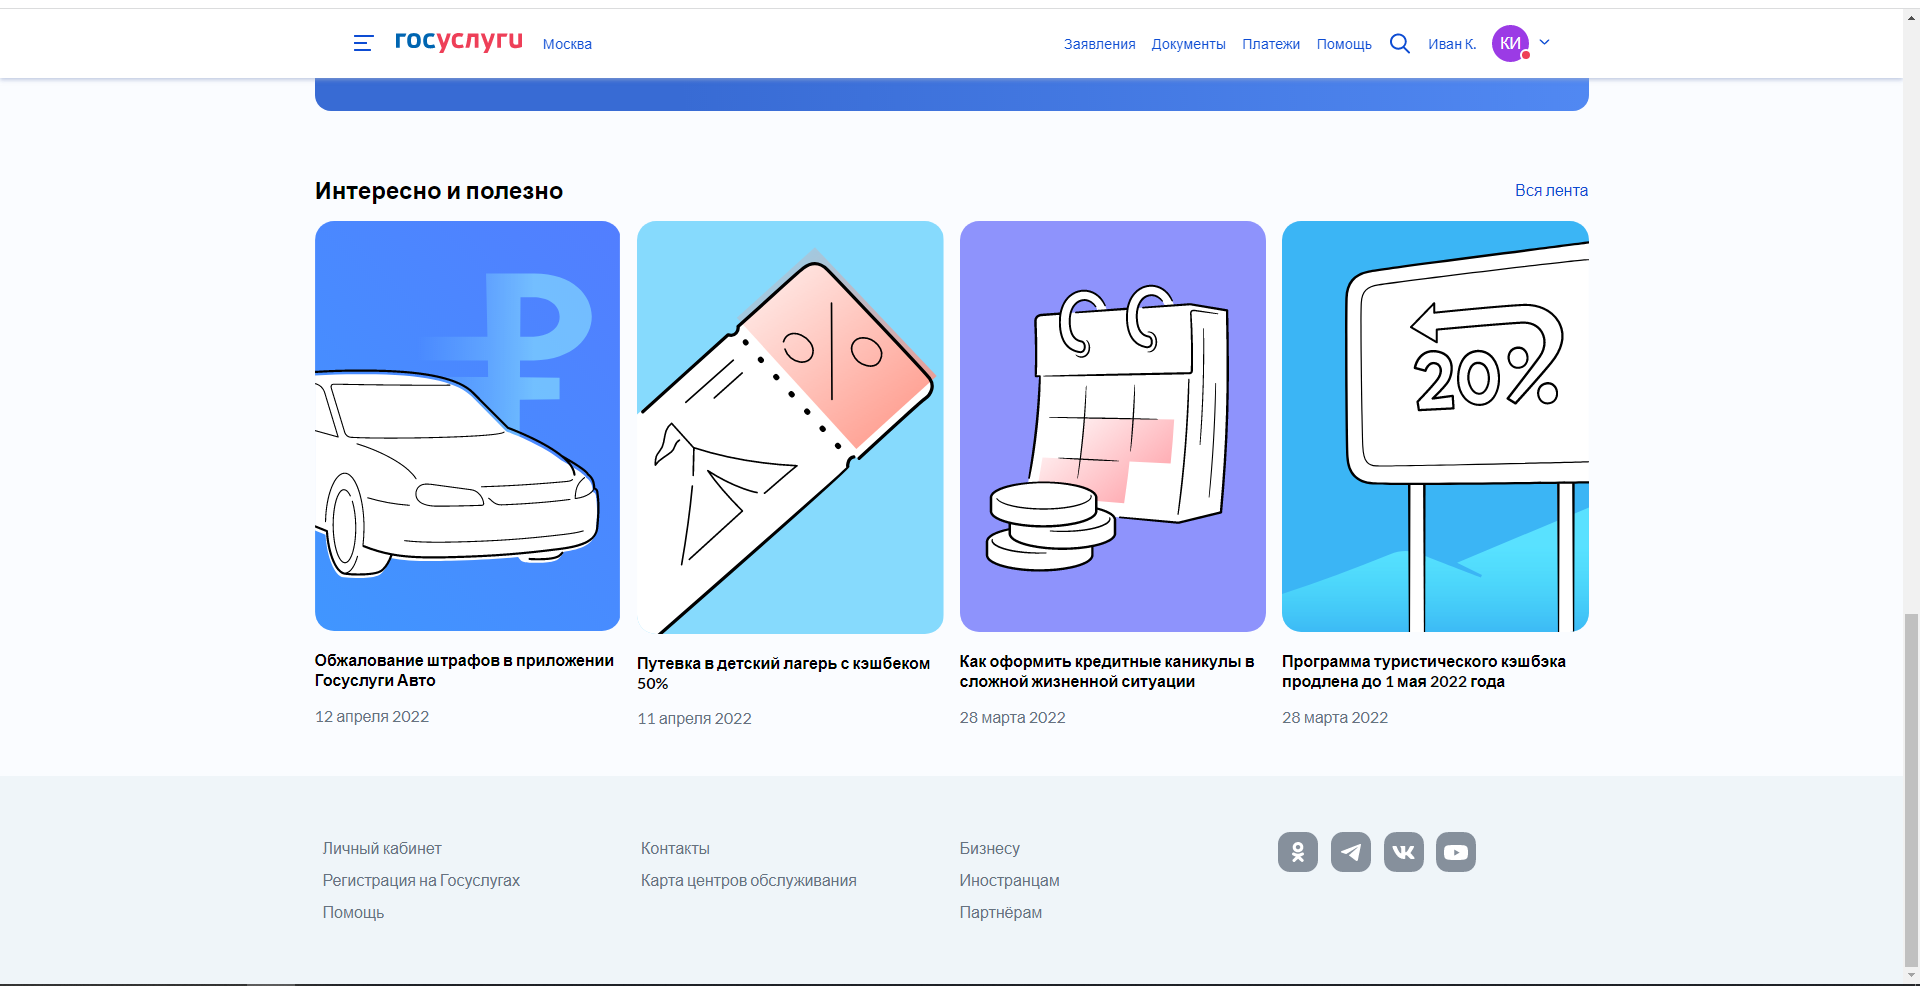 госуслуги Москва Заявления Документы Платежи Помощь Иван К. КИ
Интересно и полезно Вся лента
20%
Обжалование штрафов в приложении
Госуслуги Авто
12 апреля 2022
Путевка в детский лагерь с кэшбеком
50%
11 апреля 2022
Как оформить кредитные каникулы в
сложной жизненной ситуации
28 марта 2022
Программа туристического кэшбэка
продлена до 1 мая 2022 года
28 марта 2022
Личный кабинет
Регистрация на Госуслугах
Помощь
Контакты
Карта центров обслуживания
Бизнесу
Иностранцам
Партнёрам